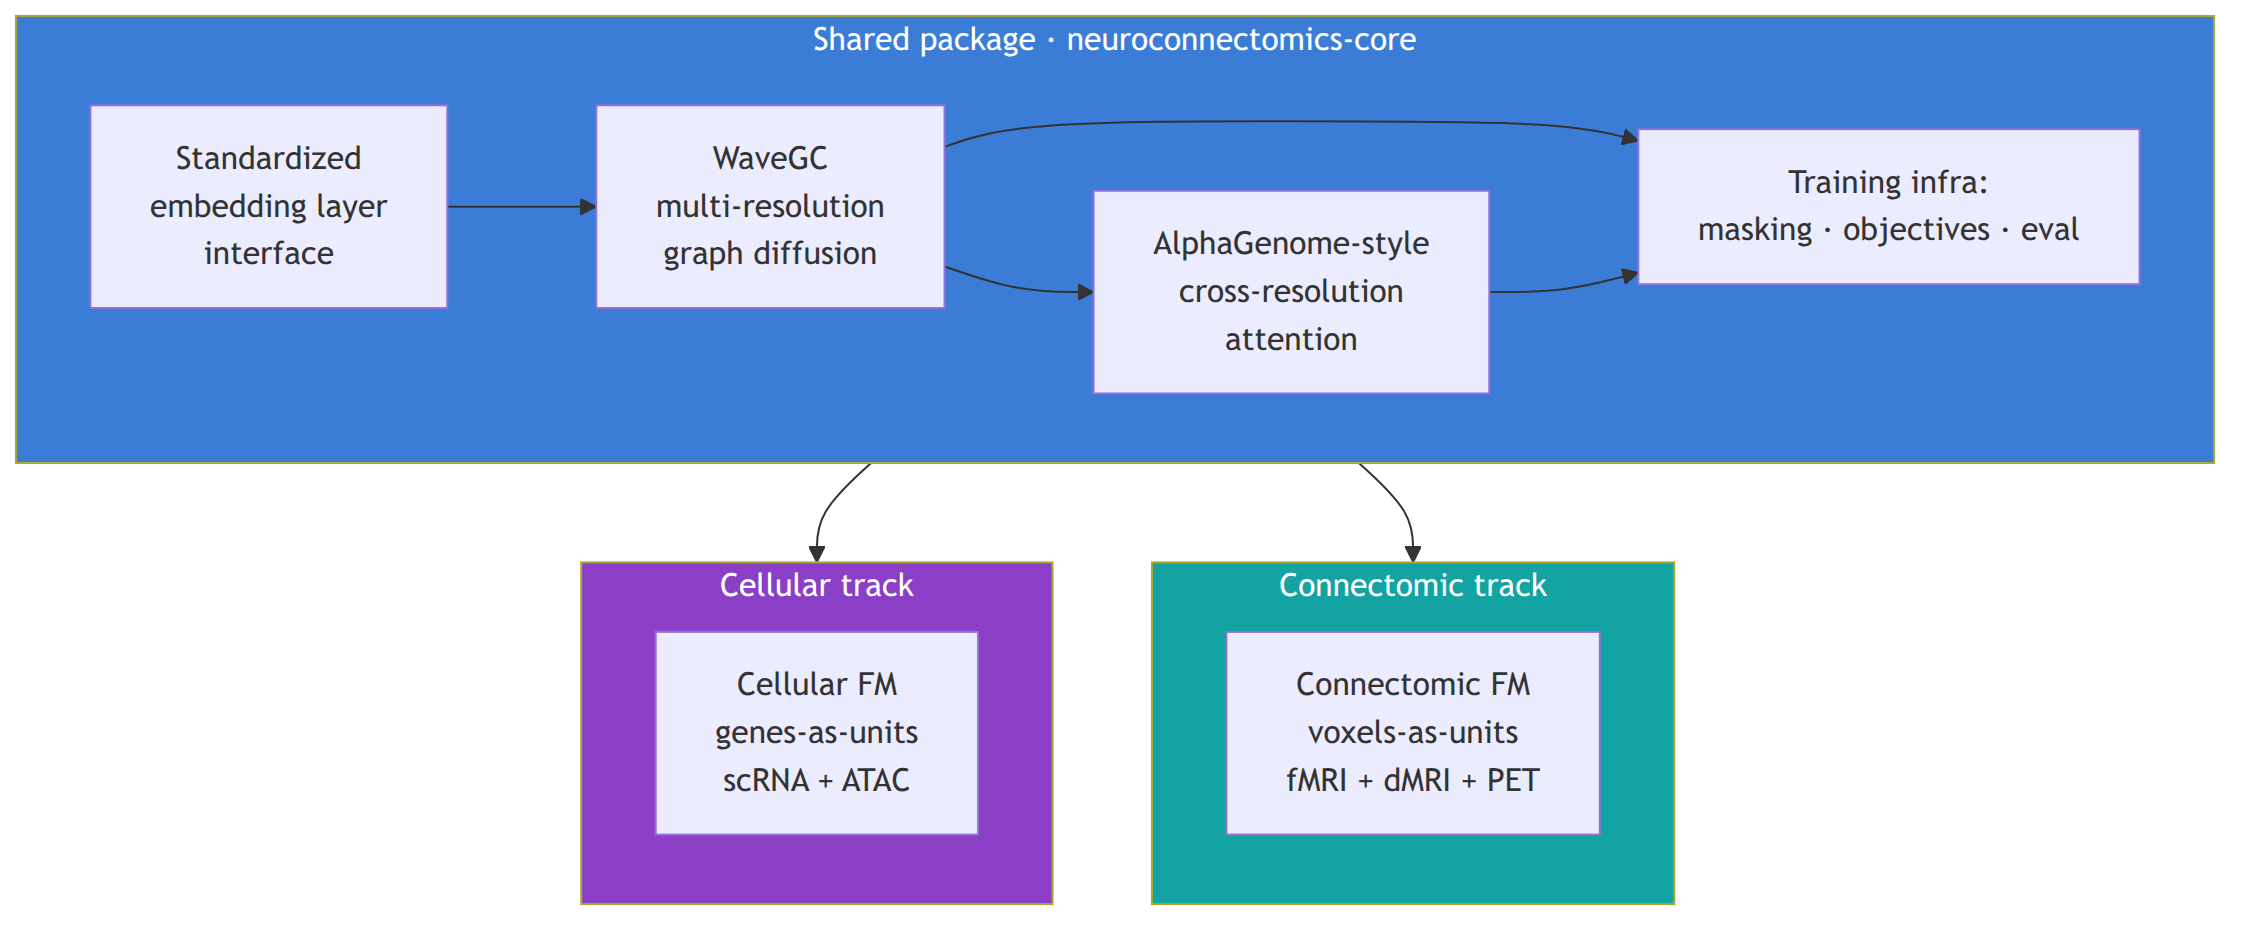 Shared package · neuroconnectomics-core
Standardized
embedding layer
interface
WaveGC
multi-resolution
graph diffusion
AlphaGenome-style
cross-resolution
attention
Training infra:
masking · objectives · eval
Cellular track
Cellular FM
genes-as-units
scRNA + ATAC
Connectomic track
Connectomic FM
voxels-as-units
fMRI + dMRI + PET